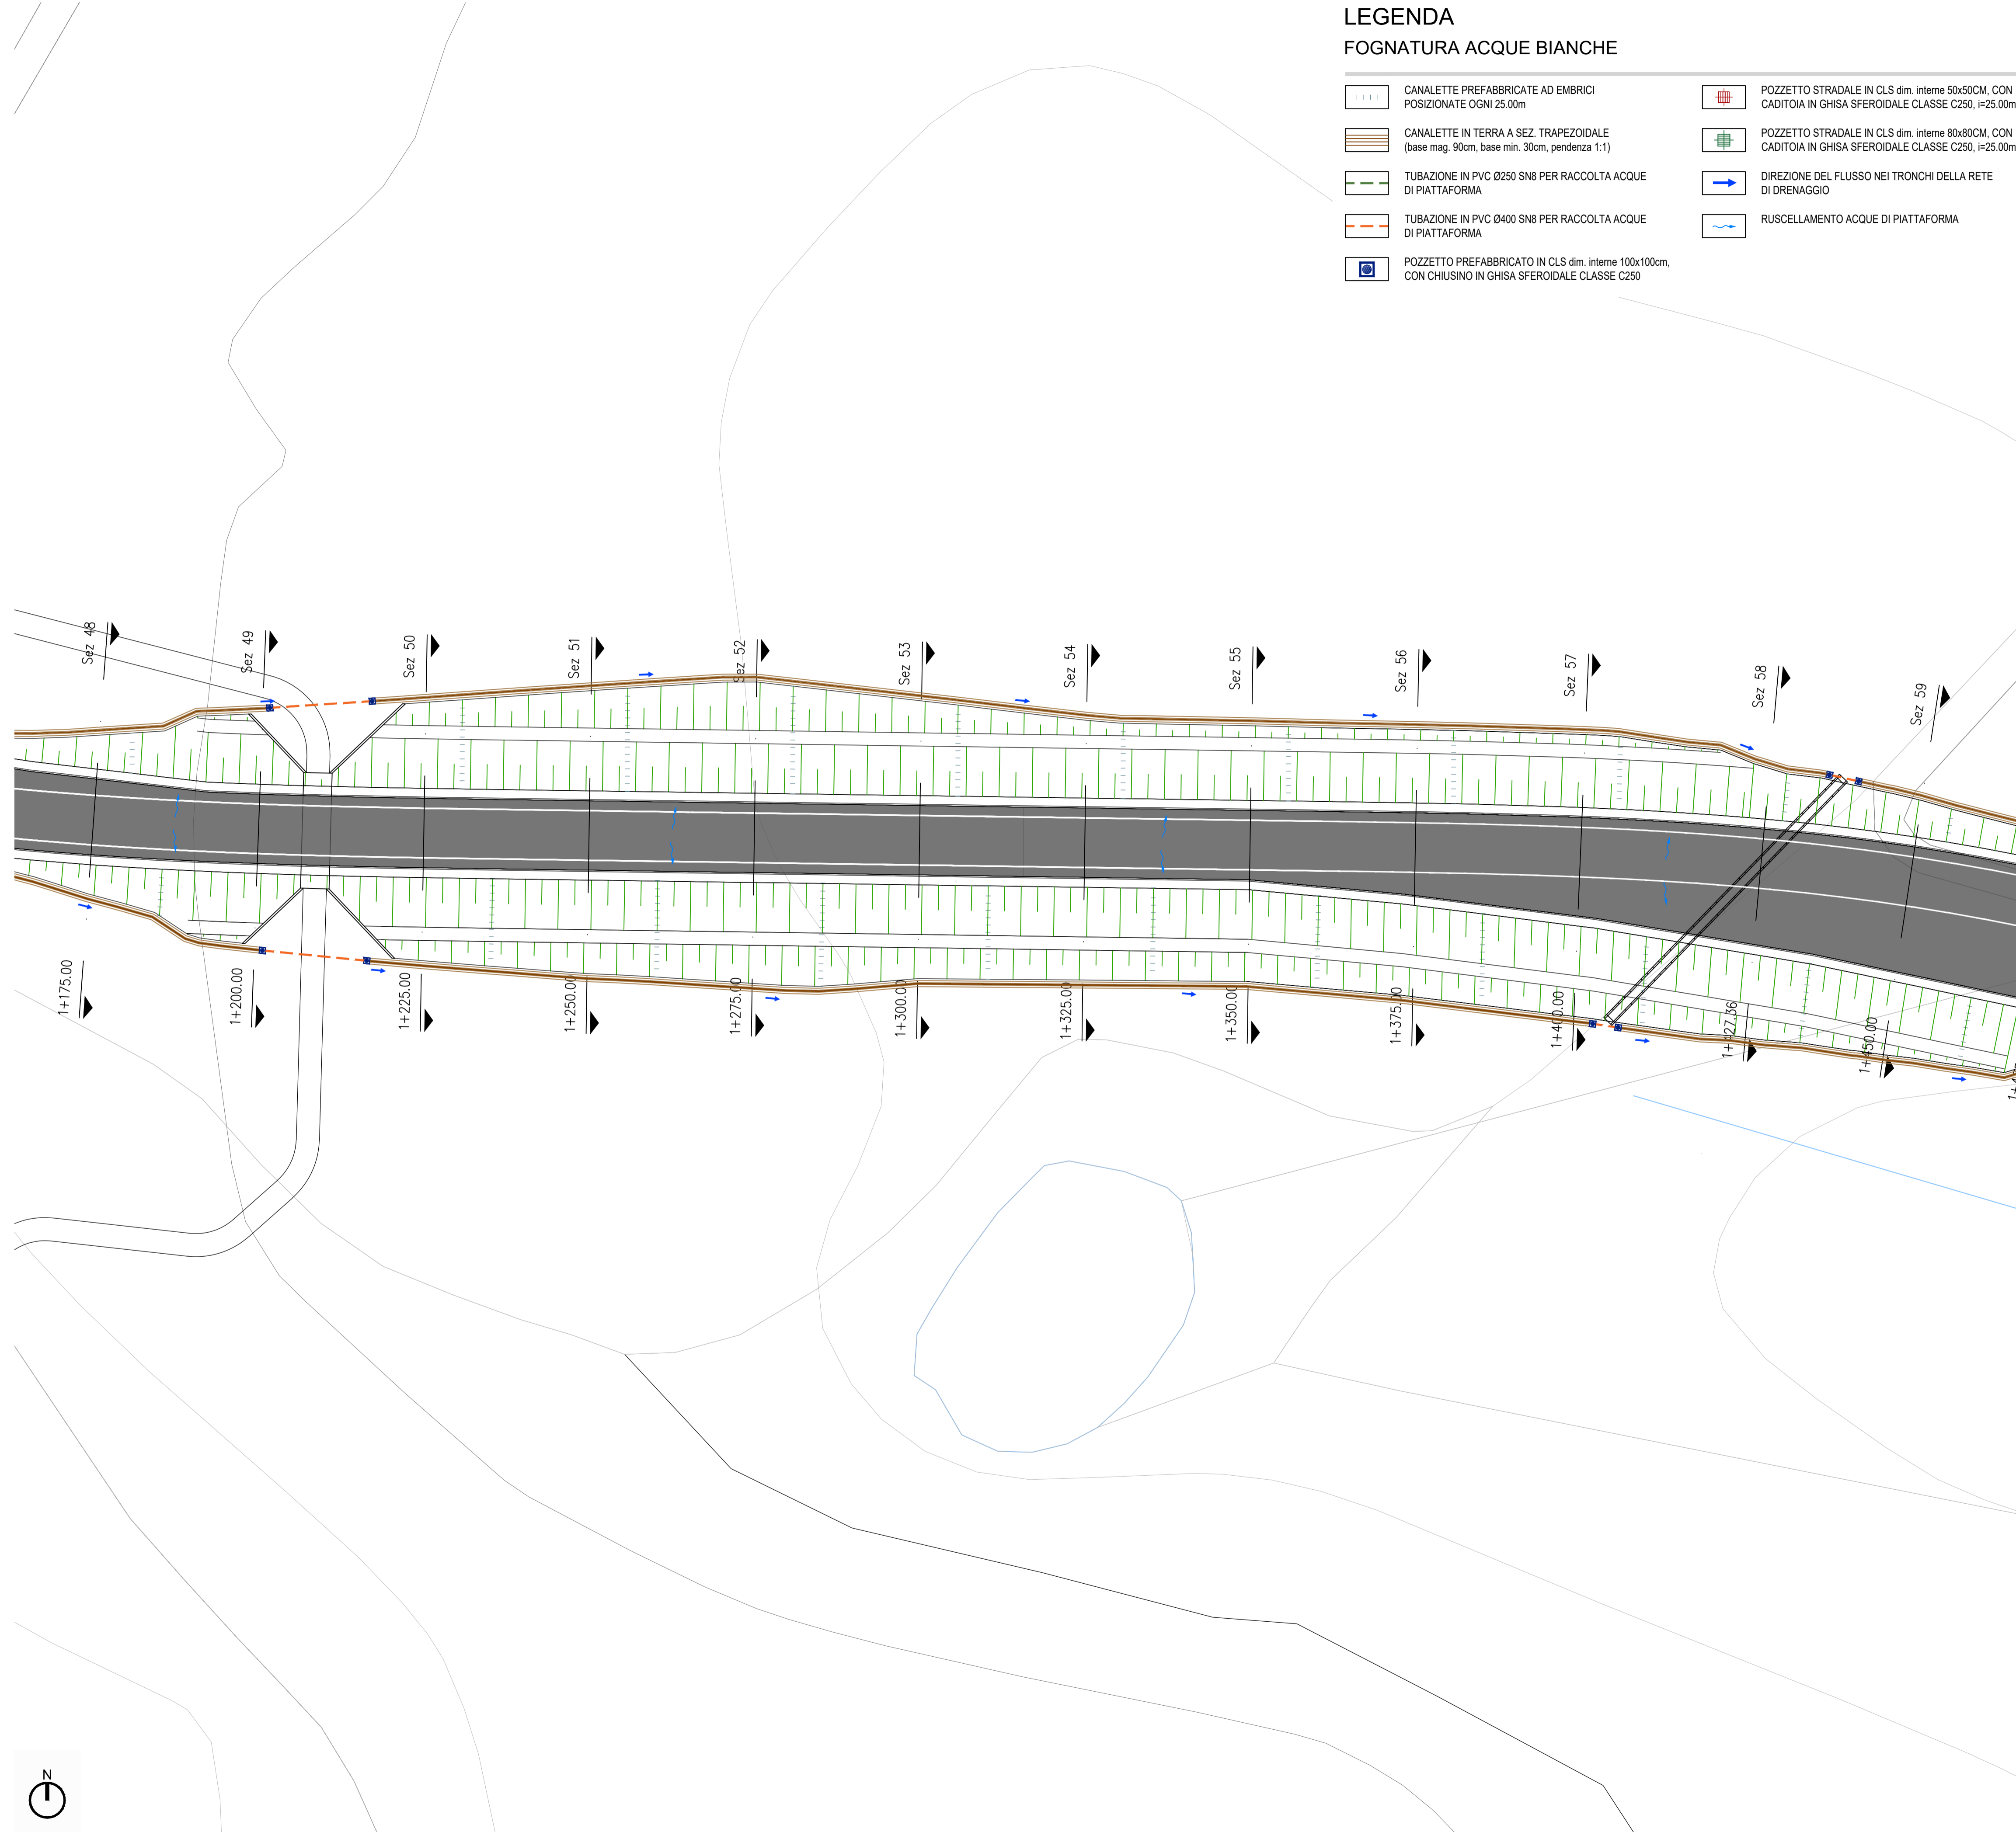 LEGENDA
FOGNATURA ACQUE BIANCHE
CANALETTE PREFABBRICATE AD EMBRICI
POSIZIONATE OGNI 25.00m
CANALETTE IN TERRA A SEZ. TRAPEZOIDALE
(base mag. 90cm, base min. 30cm, pendenza 1:1)
TUBAZIONE IN PVC Ø250 SN8 PER RACCOLTA ACQUE
DI PIATTAFORMA
TUBAZIONE IN PVC Ø400 SN8 PER RACCOLTA ACQUE
DI PIATTAFORMA
POZZETTO PREFABBRICATO IN CLS dim. interne 100x100cm,
CON CHIUSINO IN GHISA SFEROIDALE CLASSE C250
POZZETTO STRADALE IN CLS dim. interne 50x50CM, CON
CADITOIA IN GHISA SFEROIDALE CLASSE C250, i=25.00m
POZZETTO STRADALE IN CLS dim. interne 80x80CM, CON
CADITOIA IN GHISA SFEROIDALE CLASSE C250, i=25.00m
DIREZIONE DEL FLUSSO NEI TRONCHI DELLA RETE
DI DRENAGGIO
RUSCELLAMENTO ACQUE DI PIATTAFORMA
Sez 48
Sez 49
Sez 50
Sez 51
Sez 52
Sez 53
Sez 54
Sez 55
Sez 56
Sez 57
Sez 58
Sez 59
1+175.00
1+200.00
1+225.00
1+250.00
1+275.00
1+300.00
1+325.00
1+350.00
1+375.00
1+400.00
1+427.36
1+450.00
N